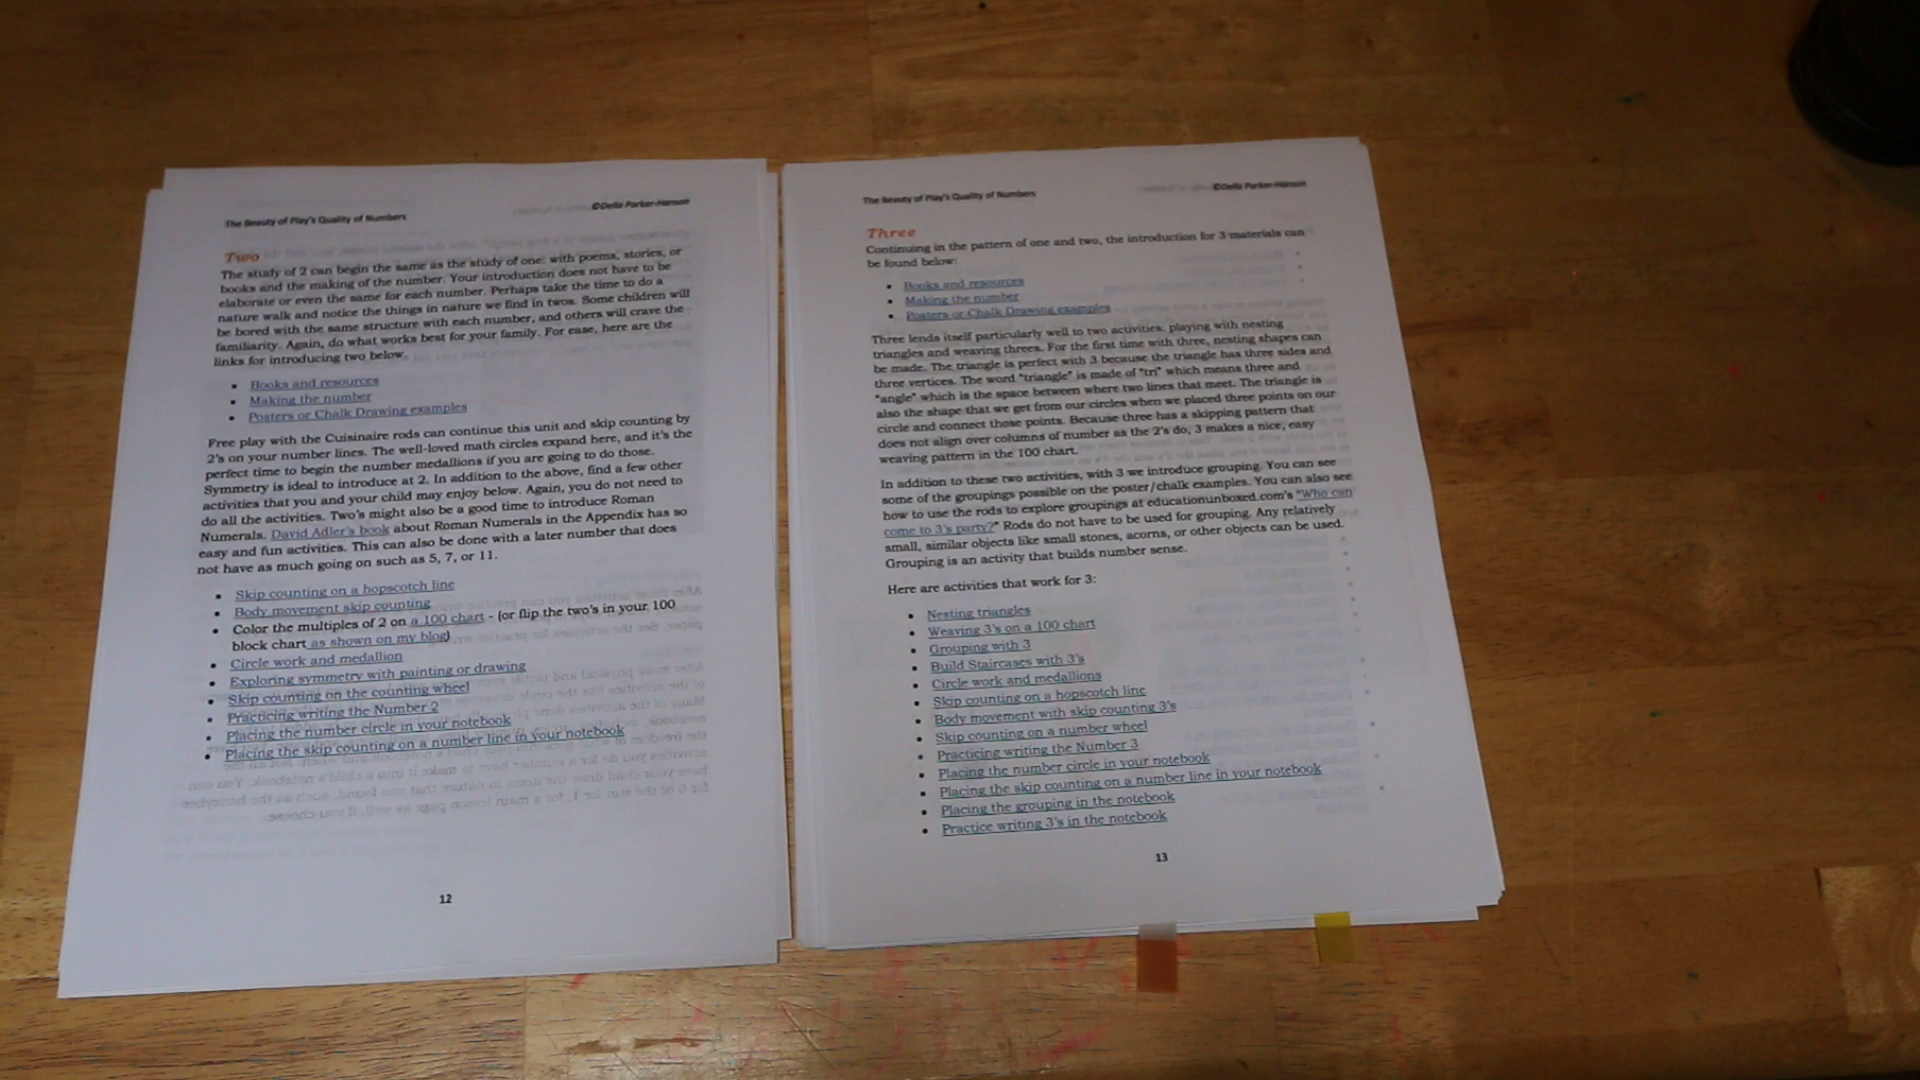 The Beauty of Play's Quality of Numbers ©Della Parker-Hanson
Two
The study of 2 can begin the same as the study of one: with poems, stories, or
books and the making of the number. Your introduction does not have to be
elaborate or even the same for each number. Perhaps take the time to do a
nature walk and notice the things in nature we find in twos. Some children will
be bored with the same structure with each number, and others will crave the
familiarity. Again, do what works best for your family. For ease, here are the
links for introducing two below.
• Books and resources
• Making the number
• Posters or Chalk Drawing examples
Free play with the Cuisinaire rods can continue this unit and skip counting by
2's on your number lines. The well-loved math circles expand here, and it's the
perfect time to begin the number medallions if you are going to do those.
Symmetry is ideal to introduce at 2. In addition to the above, find a few other
activities that you and your child may enjoy below. Again, you do not need to
do all the activities. Two's might also be a good time to introduce Roman
Numerals. David Adler's book about Roman Numerals in the Appendix has so
easy and fun activities. This can also be done with a later number that does
not have as much going on such as 5, 7, or 11.
• Skip counting on a hopscotch line
• Body movement skip counting
• Color the multiples of 2 on a 100 chart - (or flip the two's in your 100
block chart as shown on my blog)
• Circle work and medallion
• Exploring symmetry with painting or drawing
• Skip counting on the counting wheel
• Practicing writing the Number 2
• Placing the number circle in your notebook
• Placing the skip counting on a number line in your notebook
12
The Beauty of Play's Quality of Numbers ©Della Parker-Hanson
Three
Continuing in the pattern of one and two, the introduction for 3 materials can
be found below:
• Books and resources
• Making the number
• Posters or Chalk Drawing examples
Three lends itself particularly well to two activities, playing with nesting
triangles and weaving threes. For the first time with three, nesting shapes can
be made. The triangle is perfect with 3 because the triangle has three sides and
three vertices. The word "triangle" is made of "tri" which means three and
"angle" which is the space between where two lines that meet. The triangle is
also the shape that we get from our circles when we placed three points on our
circle and connect those points. Because three has a skipping pattern that
does not align over columns of number as the 2's do, 3 makes a nice, easy
weaving pattern in the 100 chart.
In addition to these two activities, with 3 we introduce grouping. You can see
some of the groupings possible on the poster/chalk examples. You can also see
how to use the rods to explore groupings at educationunboxed.com's "Who can
come to 3's party?" Rods do not have to be used for grouping. Any relatively
small, similar objects like small stones, acorns, or other objects can be used.
Grouping is an activity that builds number sense.
Here are activities that work for 3:
• Nesting triangles
• Weaving 3's on a 100 chart
• Grouping with 3
• Build Staircases with 3's
• Circle work and medallions
• Skip counting on a hopscotch line
• Body movement with skip counting 3's
• Skip counting on a number wheel
• Practicing writing the Number 3
• Placing the number circle in your notebook
• Placing the skip counting on a number line in your notebook
• Placing the grouping in the notebook
• Practice writing 3's in the notebook
13